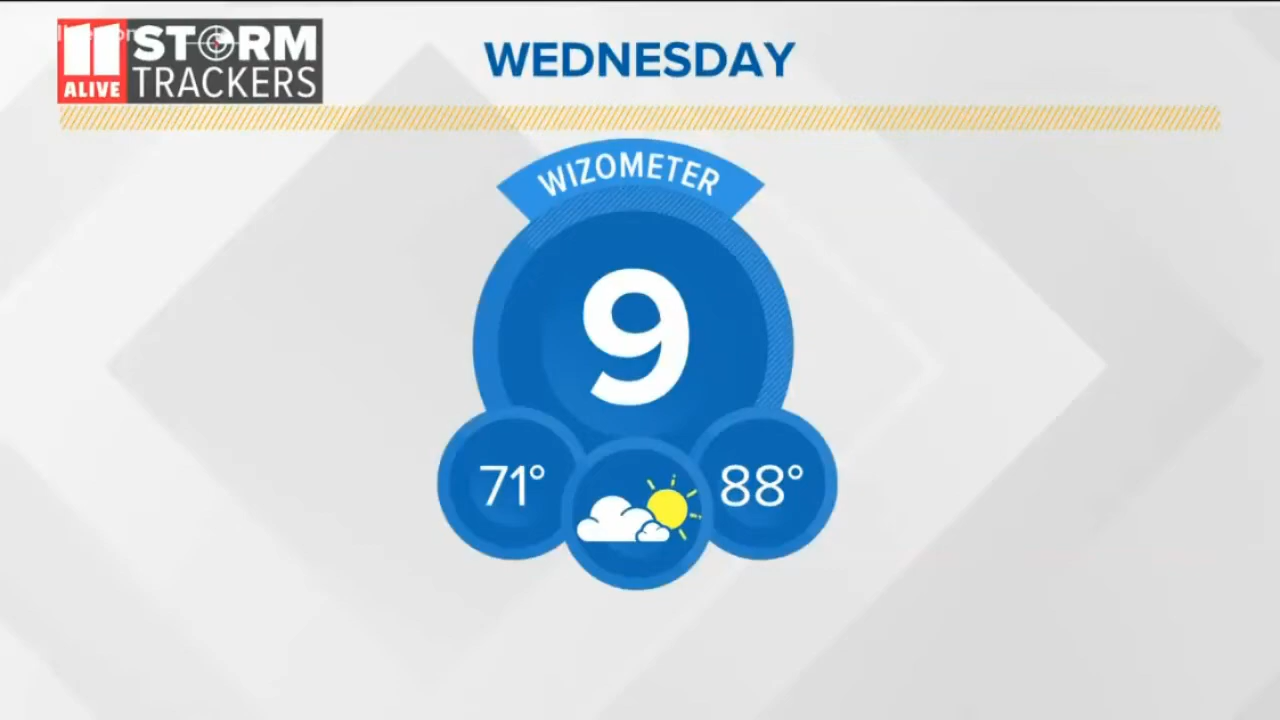 11 ALIVE
STORM
TRACKERS
WEDNESDAY
WIZOMETER
9
71°
88°